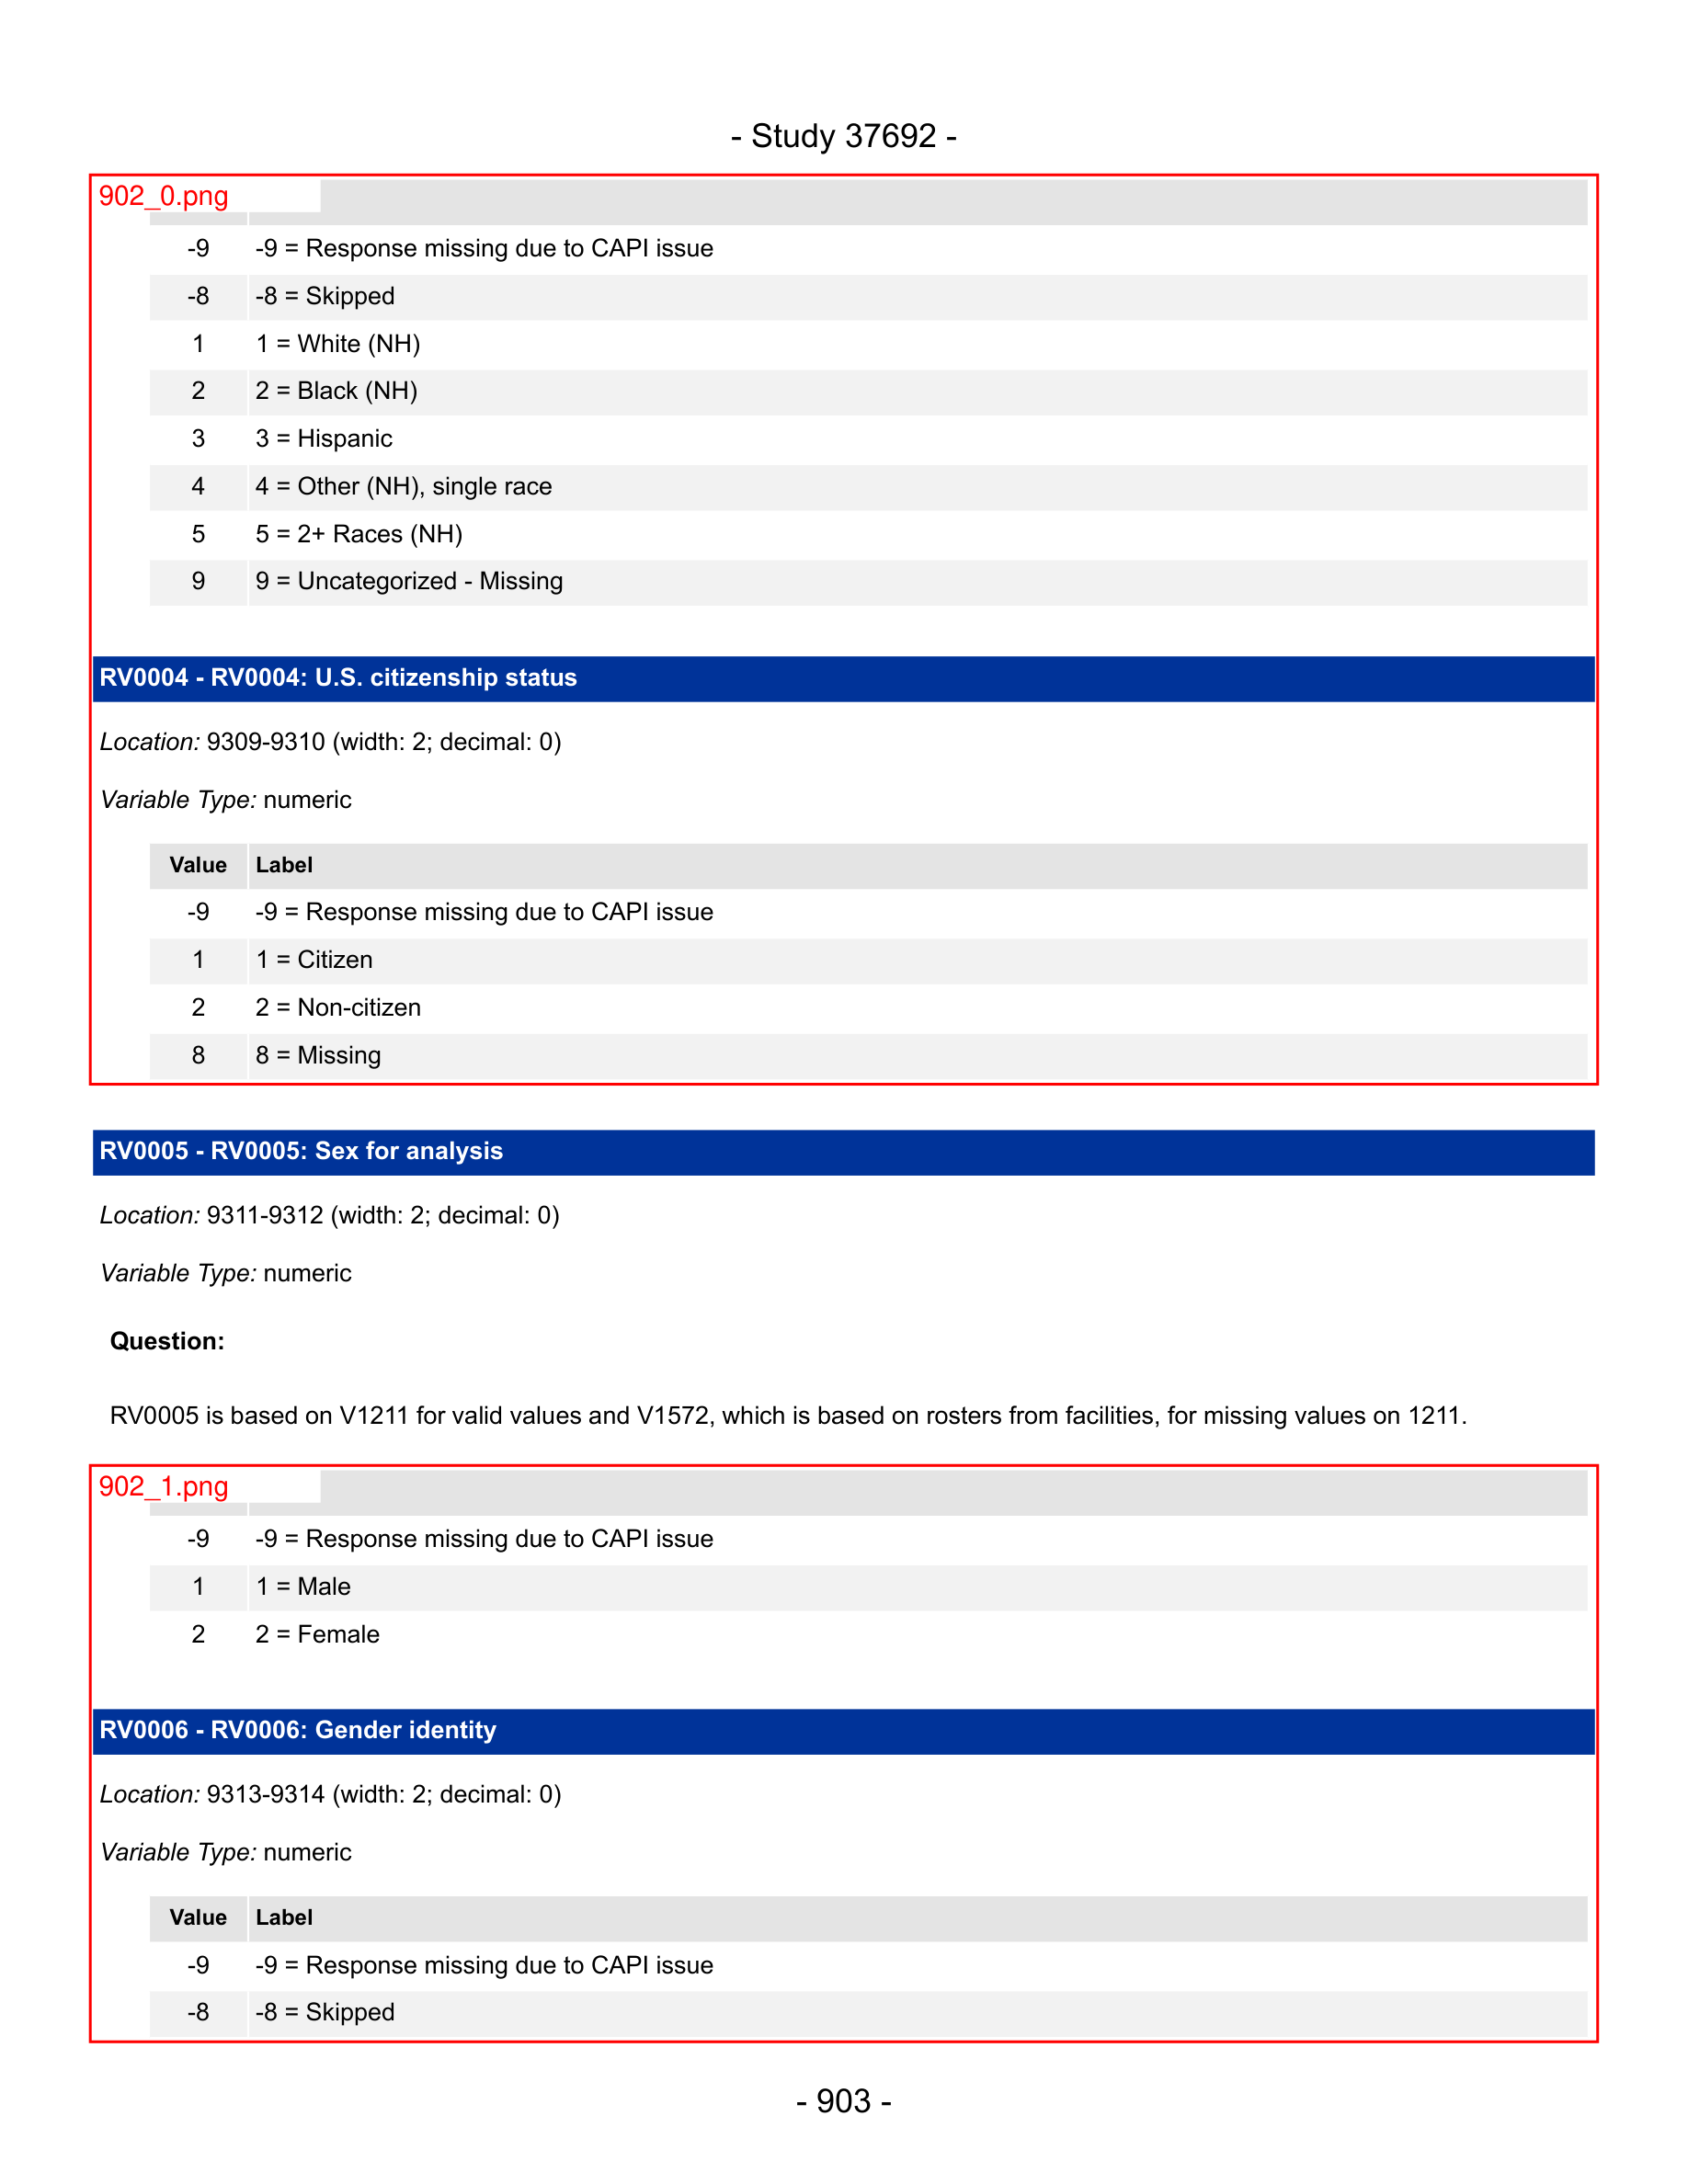 - Study 37692 -
902_0.png
-9 -9 = Response missing due to CAPI issue
-8 -8 = Skipped
1 1 = White (NH)
2 2 = Black (NH)
3 3 = Hispanic
4 4 = Other (NH), single race
5 5 = 2+ Races (NH)
9 9 = Uncategorized - Missing
RV0004 - RV0004: U.S. citizenship status
Location: 9309-9310 (width: 2; decimal: 0)
Variable Type: numeric
Value Label
-9 -9 = Response missing due to CAPI issue
1 1 = Citizen
2 2 = Non-citizen
8 8 = Missing
RV0005 - RV0005: Sex for analysis
Location: 9311-9312 (width: 2; decimal: 0)
Variable Type: numeric
Question:
RV0005 is based on V1211 for valid values and V1572, which is based on rosters from facilities, for missing values on 1211.
902_1.png
-9 -9 = Response missing due to CAPI issue
1 1 = Male
2 2 = Female
RV0006 - RV0006: Gender identity
Location: 9313-9314 (width: 2; decimal: 0)
Variable Type: numeric
Value Label
-9 -9 = Response missing due to CAPI issue
-8 -8 = Skipped
- 903 -